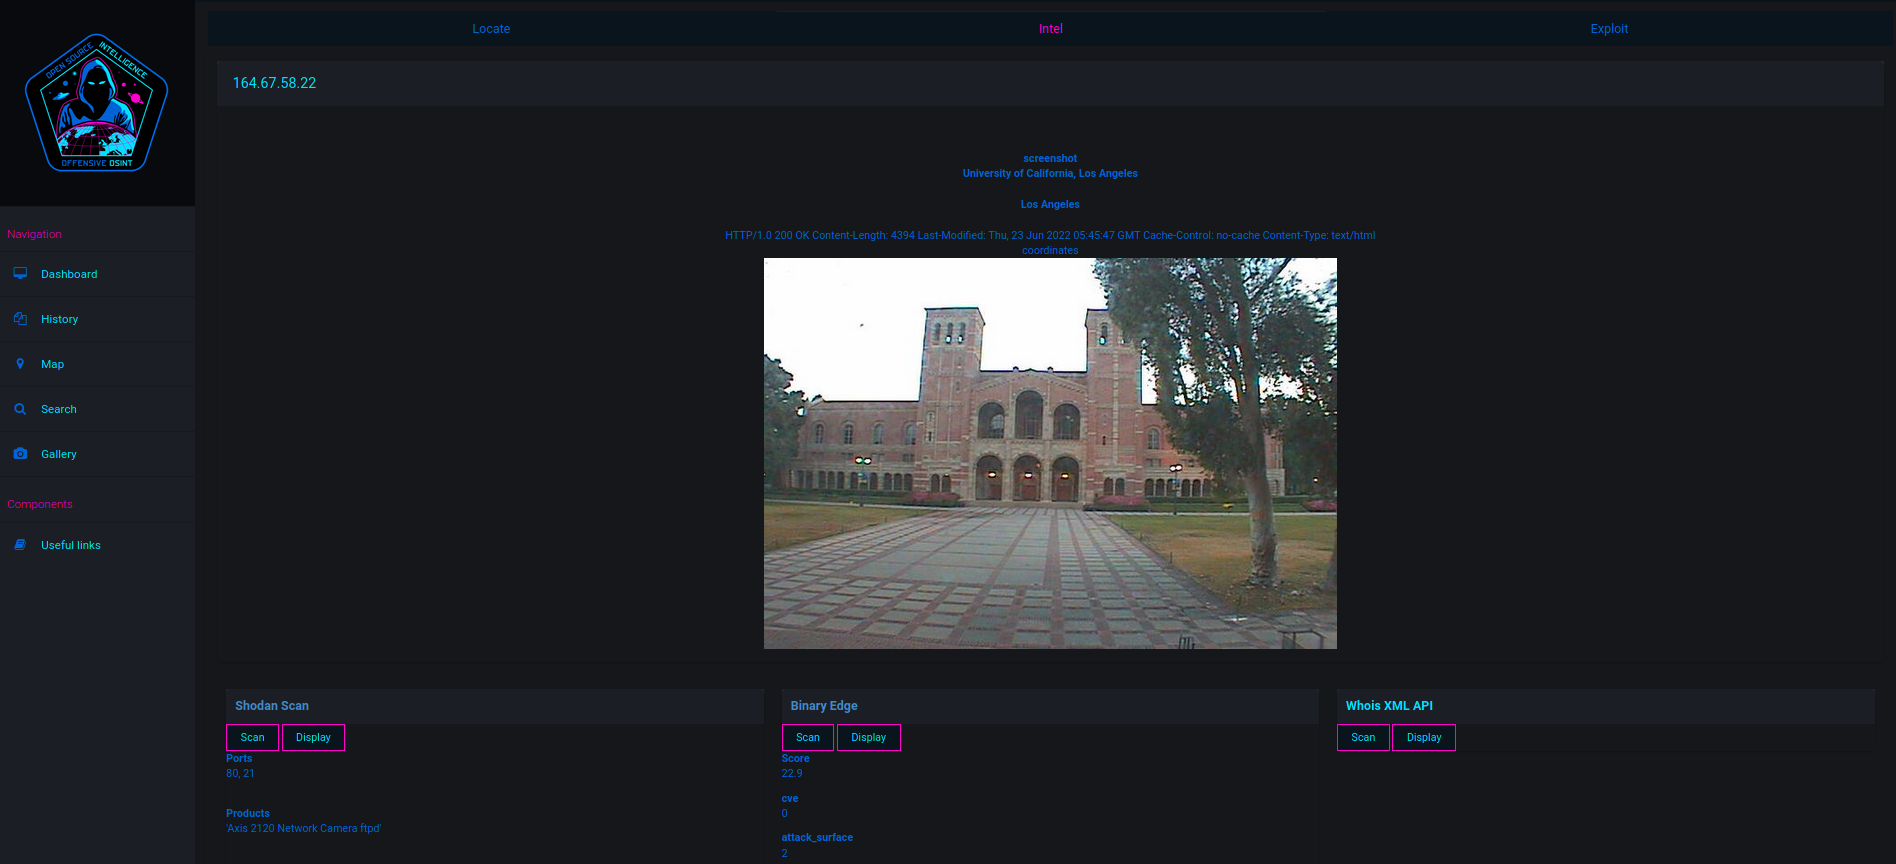 OPEN SOURCE INTELLIGENCE
OFFENSIVE OSINT
Navigation
Dashboard
History
Map
Search
Gallery
Components
Useful links
Locate
Intel
Exploit
164.67.58.22
screenshot
University of California, Los Angeles
Los Angeles
HTTP/1.0 200 OK Content-Length: 4394 Last-Modified: Thu, 23 Jun 2022 05:45:47 GMT Cache-Control: no-cache Content-Type: text/html
coordinates
Shodan Scan
Scan
Display
Ports
80, 21
Products
'Axis 2120 Network Camera ftpd'
Binary Edge
Scan
Display
Score
22.9
cve
0
attack_surface
2
Whois XML API
Scan
Display